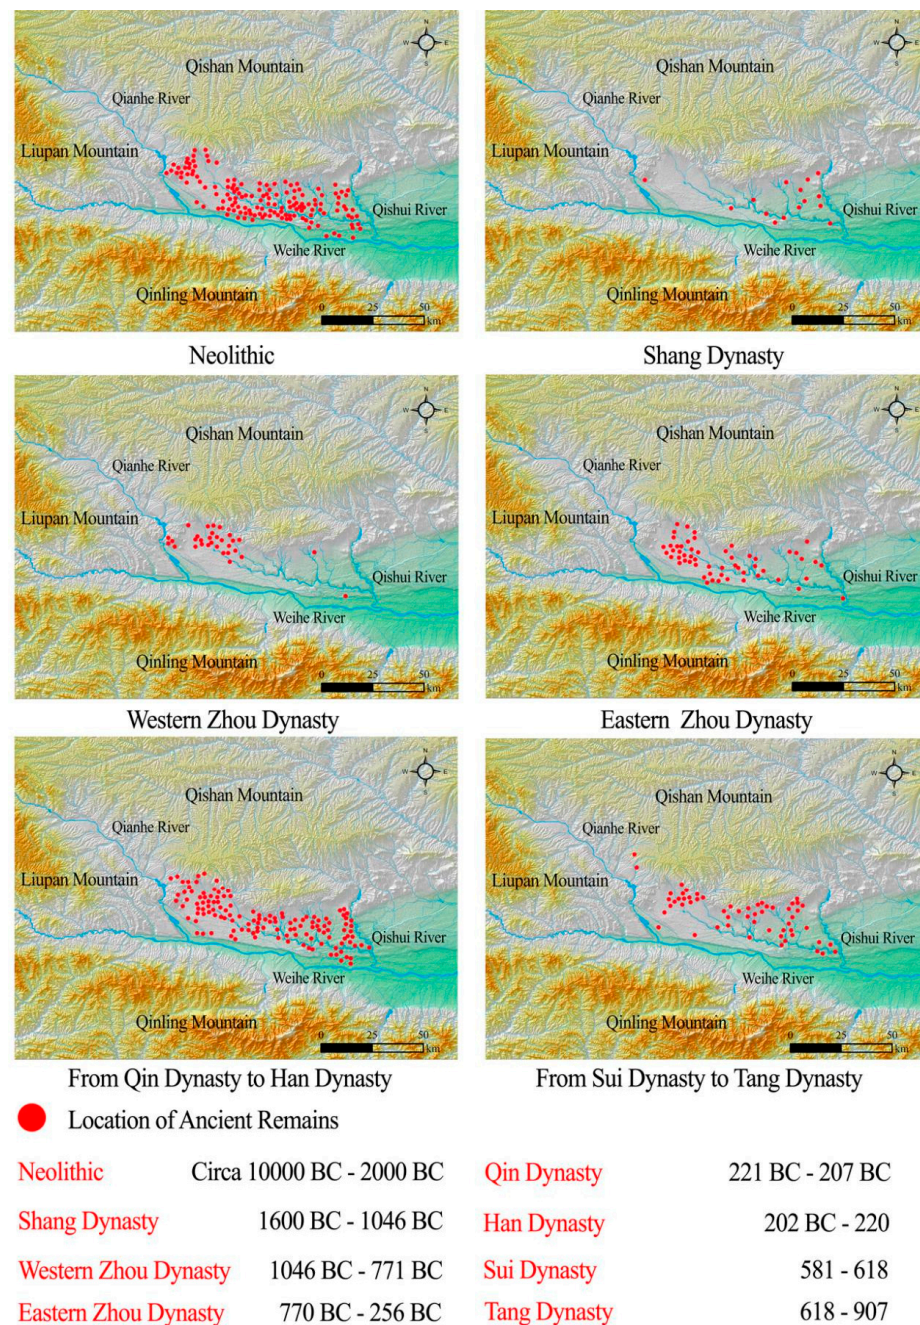 N
W E
S
Qishan Mountain
Qianhe River
Liupan Mountain
Qishui River
Weihe River
Qinling Mountain
0 25 50
km
Neolithic
N
W E
S
Qishan Mountain
Qianhe River
Liupan Mountain
Qishui River
Weihe River
Qinling Mountain
0 25 50
km
Shang Dynasty
N
W E
S
Qishan Mountain
Qianhe River
Liupan Mountain
Qishui River
Weihe River
Qinling Mountain
0 25 50
km
Western Zhou Dynasty
N
W E
S
Qishan Mountain
Qianhe River
Liupan Mountain
Qishui River
Weihe River
Qinling Mountain
0 25 50
km
Eastern Zhou Dynasty
N
W E
S
Qishan Mountain
Qianhe River
Liupan Mountain
Qishui River
Weihe River
Qinling Mountain
0 25 50
km
From Qin Dynasty to Han Dynasty
N
W E
S
Qishan Mountain
Qianhe River
Liupan Mountain
Qishui River
Weihe River
Qinling Mountain
0 25 50
km
From Sui Dynasty to Tang Dynasty
Location of Ancient Remains
Neolithic Circa 10000 BC - 2000 BC
Shang Dynasty 1600 BC - 1046 BC
Western Zhou Dynasty 1046 BC - 771 BC
Eastern Zhou Dynasty 770 BC - 256 BC
Qin Dynasty 221 BC - 207 BC
Han Dynasty 202 BC - 220
Sui Dynasty 581 - 618
Tang Dynasty 618 - 907